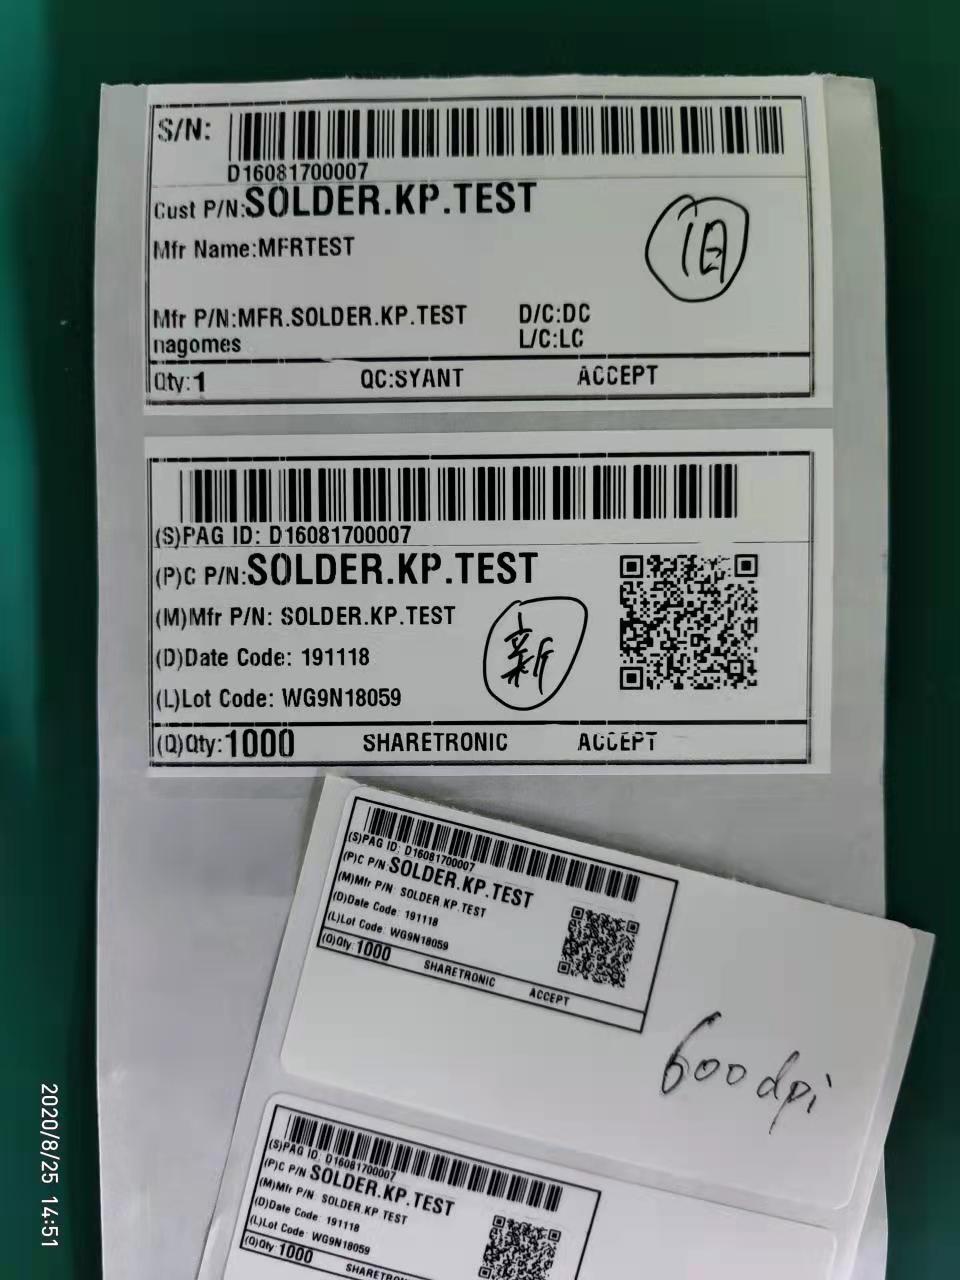 S/N:
D16081700007
Cust P/N:SOLDER.KP.TEST
Mfr Name:MFRTEST
旧
Mfr P/N:MFR.SOLDER.KP.TEST D/C:DC
nagomes L/C:LC
Qty:1 QC:SYANT ACCEPT
(S)PAG ID: D16081700007
(P)C P/N:SOLDER.KP.TEST
(M)Mfr P/N: SOLDER.KP.TEST
新
(D)Date Code: 191118
(L)Lot Code: WG9N18059
(Q)Qty:1000 SHARETRONIC ACCEPT
(S)PAG ID: D16081700007
(P)C P/N:SOLDER.KP.TEST
(M)Mfr P/N: SOLDER.KP.TEST
(D)Date Code: 191118
(L)Lot Code: WG9N18059
(Q)Qty:1000 SHARETRONIC ACCEPT
600dpi
(S)PAG ID: D16081700007
(P)C P/N SOLDER.KP.TEST
(M)Mfr P/N: SOLDER KP TEST
(D)Date Code: 191118
(L)Lot Code: WG9N18059
(Q)Qty:1000
2020/8/25 14:51